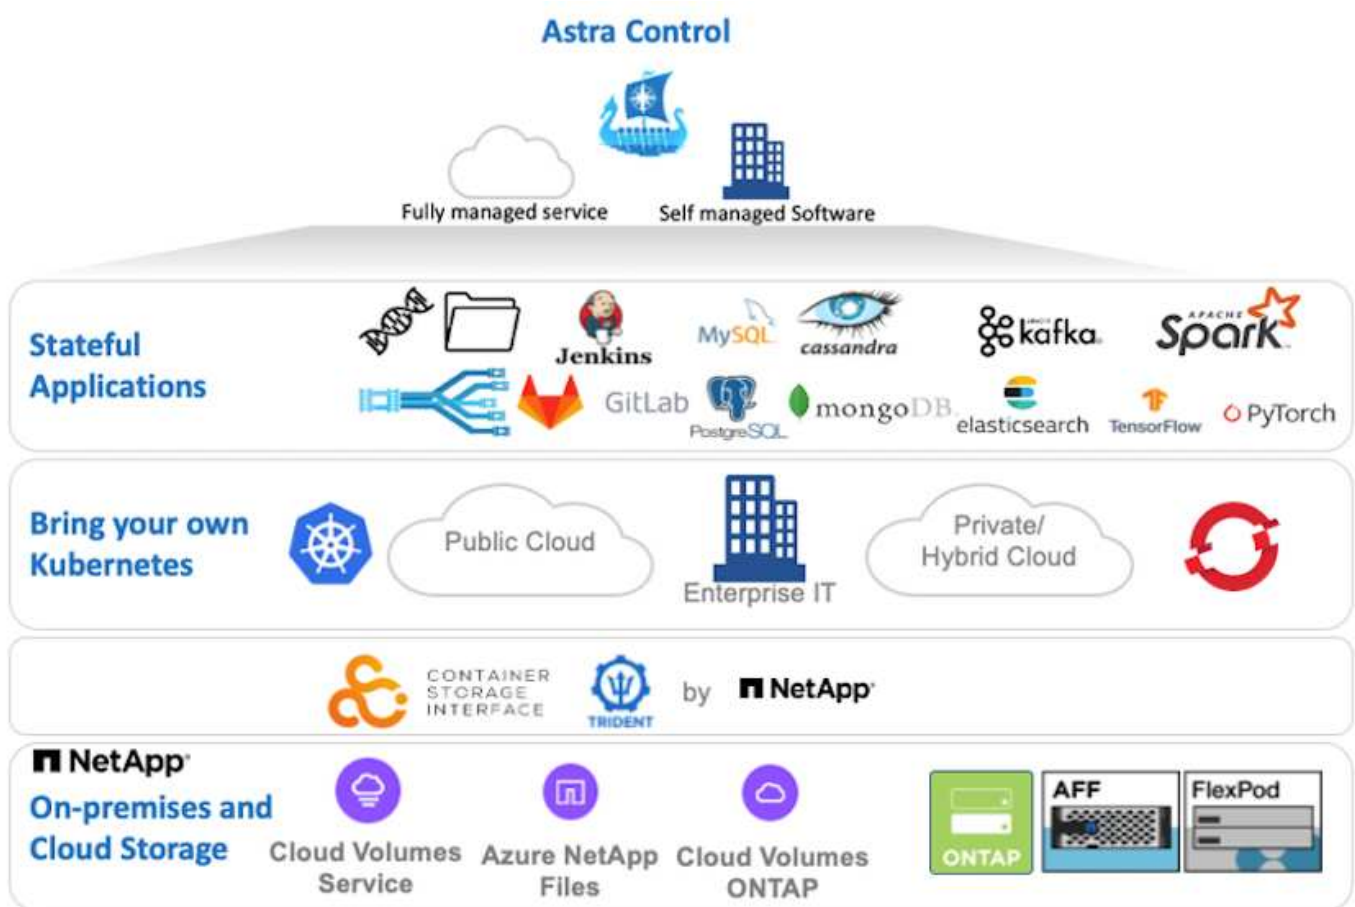 Astra Control
Fully managed service
Self managed Software
Stateful
Applications
Jenkins
MySQL
cassandra
APACHE
kafka
APACHE
Spark
GitLab
PostgreSQL
mongoDB
elasticsearch
TensorFlow
PyTorch
Bring your own
Kubernetes
Public Cloud
Enterprise IT
Private/
Hybrid Cloud
CONTAINER
STORAGE
INTERFACE
TRIDENT
by
NetApp
NetApp
On-premises and
Cloud Storage
Cloud Volumes
Service
Azure NetApp
Files
Cloud Volumes
ONTAP
ONTAP
AFF
FlexPod